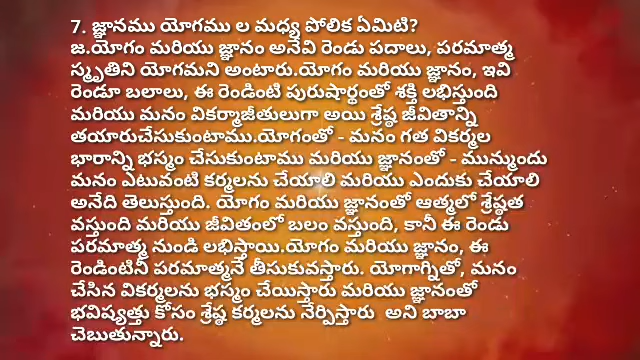 7. జ్ఞానము యోగము ల మధ్య పోలిక ఏమిటి?
జ.యోగం మరియు జ్ఞానం అనేవి రెండు పదాలు, పరమాత్మ
స్మృతిని యోగమని అంటారు.యోగం మరియు జ్ఞానం, ఇవి
రెండూ బలాలు, ఈ రెండింటి పురుషార్థంతో శక్తి లభిస్తుంది
మరియు మనం వికర్మాజీతులుగా అయి శ్రేష్ఠ జీవితాన్ని
తయారుచేసుకుంటాము.యోగంతో - మనం గత వికర్మల
భారాన్ని భస్మం చేసుకుంటాము మరియు జ్ఞానంతో - మున్ముందు
మనం ఎటువంటి కర్మలను చేయాలి మరియు ఎందుకు చేయాలి
అనేది తెలుస్తుంది. యోగం మరియు జ్ఞానంతో ఆత్మలో శ్రేష్ఠత
వస్తుంది మరియు జీవితంలో బలం వస్తుంది, కానీ ఈ రెండు
పరమాత్మ నుండి లభిస్తాయి.యోగం మరియు జ్ఞానం, ఈ
రెండింటినీ పరమాత్మనే తీసుకువస్తారు. యోగాగ్నితో, మనం
చేసిన వికర్మలను భస్మం చేయిస్తారు మరియు జ్ఞానంతో
భవిష్యత్తు కోసం శ్రేష్ఠ కర్మలను నేర్పిస్తారు అని బాబా
చెబుతున్నారు.